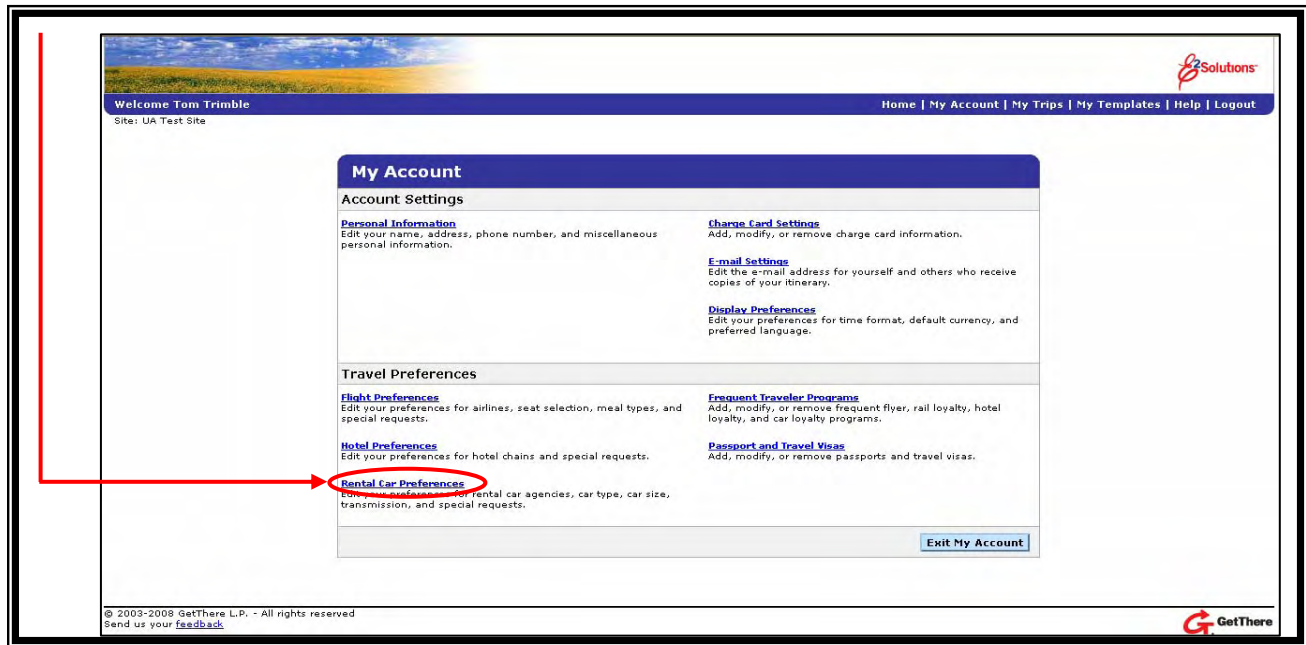 E2Solutions
Welcome Tom Trimble
Home | My Account | My Trips | My Templates | Help | Logout
Site: UA Test Site
My Account
Account Settings
Personal Information
Edit your name, address, phone number, and miscellaneous
personal information.
Charge Card Settings
Add, modify, or remove charge card information.
E-mail Settings
Edit the e-mail address for yourself and others who receive
copies of your itinerary.
Display Preferences
Edit your preferences for time format, default currency, and
preferred language.
Travel Preferences
Flight Preferences
Edit your preferences for airlines, seat selection, meal types, and
special requests.
Hotel Preferences
Edit your preferences for hotel chains and special requests.
Rental Car Preferences
Edit your preferences for rental car agencies, car type, car size,
transmission, and special requests.
Frequent Traveler Programs
Add, modify, or remove frequent flyer, rail loyalty, hotel
loyalty, and car loyalty programs.
Passport and Travel Visas
Add, modify, or remove passports and travel visas.
Exit My Account
© 2003-2008 GetThere L.P. - All rights reserved
Send us your feedback
GetThere